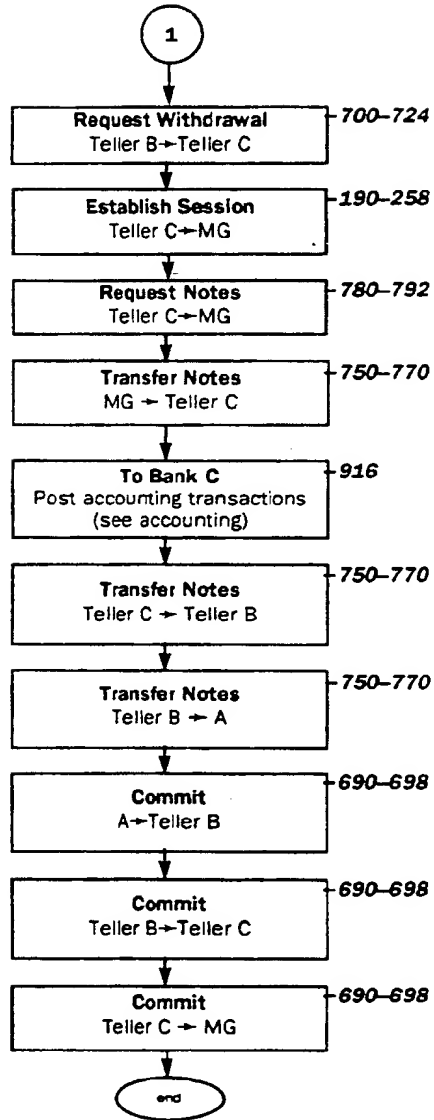 1
Request Withdrawal
Teller B→Teller C
700–724
Establish Session
Teller C→MG
190–258
Request Notes
Teller C→MG
780–792
Transfer Notes
MG → Teller C
750–770
To Bank C
Post accounting transactions
(see accounting)
916
Transfer Notes
Teller C → Teller B
750–770
Transfer Notes
Teller B → A
750–770
Commit
A→Teller B
690–698
Commit
Teller B→Teller C
690–698
Commit
Teller C → MG
690–698
end